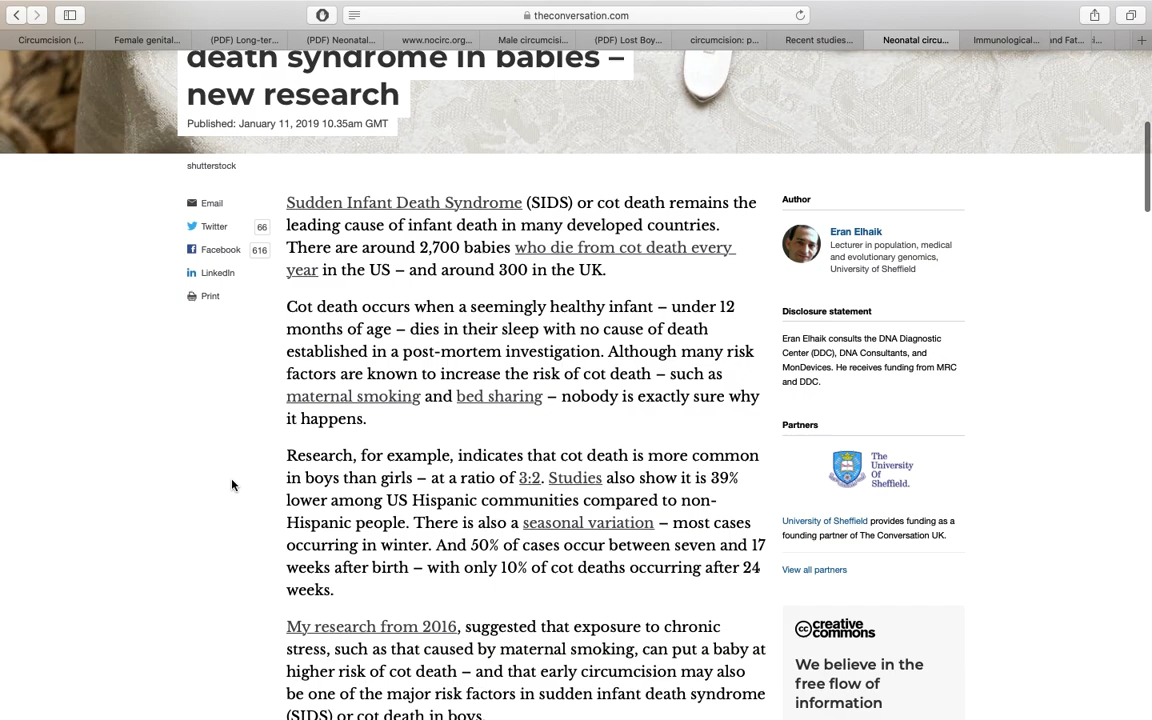 theconversation.com
Circumcision (...
Female genital...
(PDF) Long-ter...
(PDF) Neonatal...
www.nocirc.org...
Male circumcisi...
(PDF) Lost Boy...
circumcision: p...
Recent studies...
Neonatal circu...
Immunological...
and Fat...
death syndrome in babies –
new research
Published: January 11, 2019 10.35am GMT
shutterstock
Email
Twitter 66
Facebook 616
LinkedIn
Print
Sudden Infant Death Syndrome (SIDS) or cot death remains the
leading cause of infant death in many developed countries.
There are around 2,700 babies who die from cot death every
year in the US – and around 300 in the UK.
Cot death occurs when a seemingly healthy infant – under 12
months of age – dies in their sleep with no cause of death
established in a post-mortem investigation. Although many risk
factors are known to increase the risk of cot death – such as
maternal smoking and bed sharing – nobody is exactly sure why
it happens.
Research, for example, indicates that cot death is more common
in boys than girls – at a ratio of 3:2. Studies also show it is 39%
lower among US Hispanic communities compared to non-
Hispanic people. There is also a seasonal variation – most cases
occurring in winter. And 50% of cases occur between seven and 17
weeks after birth – with only 10% of cot deaths occurring after 24
weeks.
My research from 2016, suggested that exposure to chronic
stress, such as that caused by maternal smoking, can put a baby at
higher risk of cot death – and that early circumcision may also
be one of the major risk factors in sudden infant death syndrome
(SIDS) or cot death in boys.
Author
Eran Elhaik
Lecturer in population, medical
and evolutionary genomics,
University of Sheffield
Disclosure statement
Eran Elhaik consults the DNA Diagnostic
Center (DDC), DNA Consultants, and
MonDevices. He receives funding from MRC
and DDC.
Partners
The
University
Of
Sheffield.
University of Sheffield provides funding as a
founding partner of The Conversation UK.
View all partners
cc creative
commons
We believe in the
free flow of
information